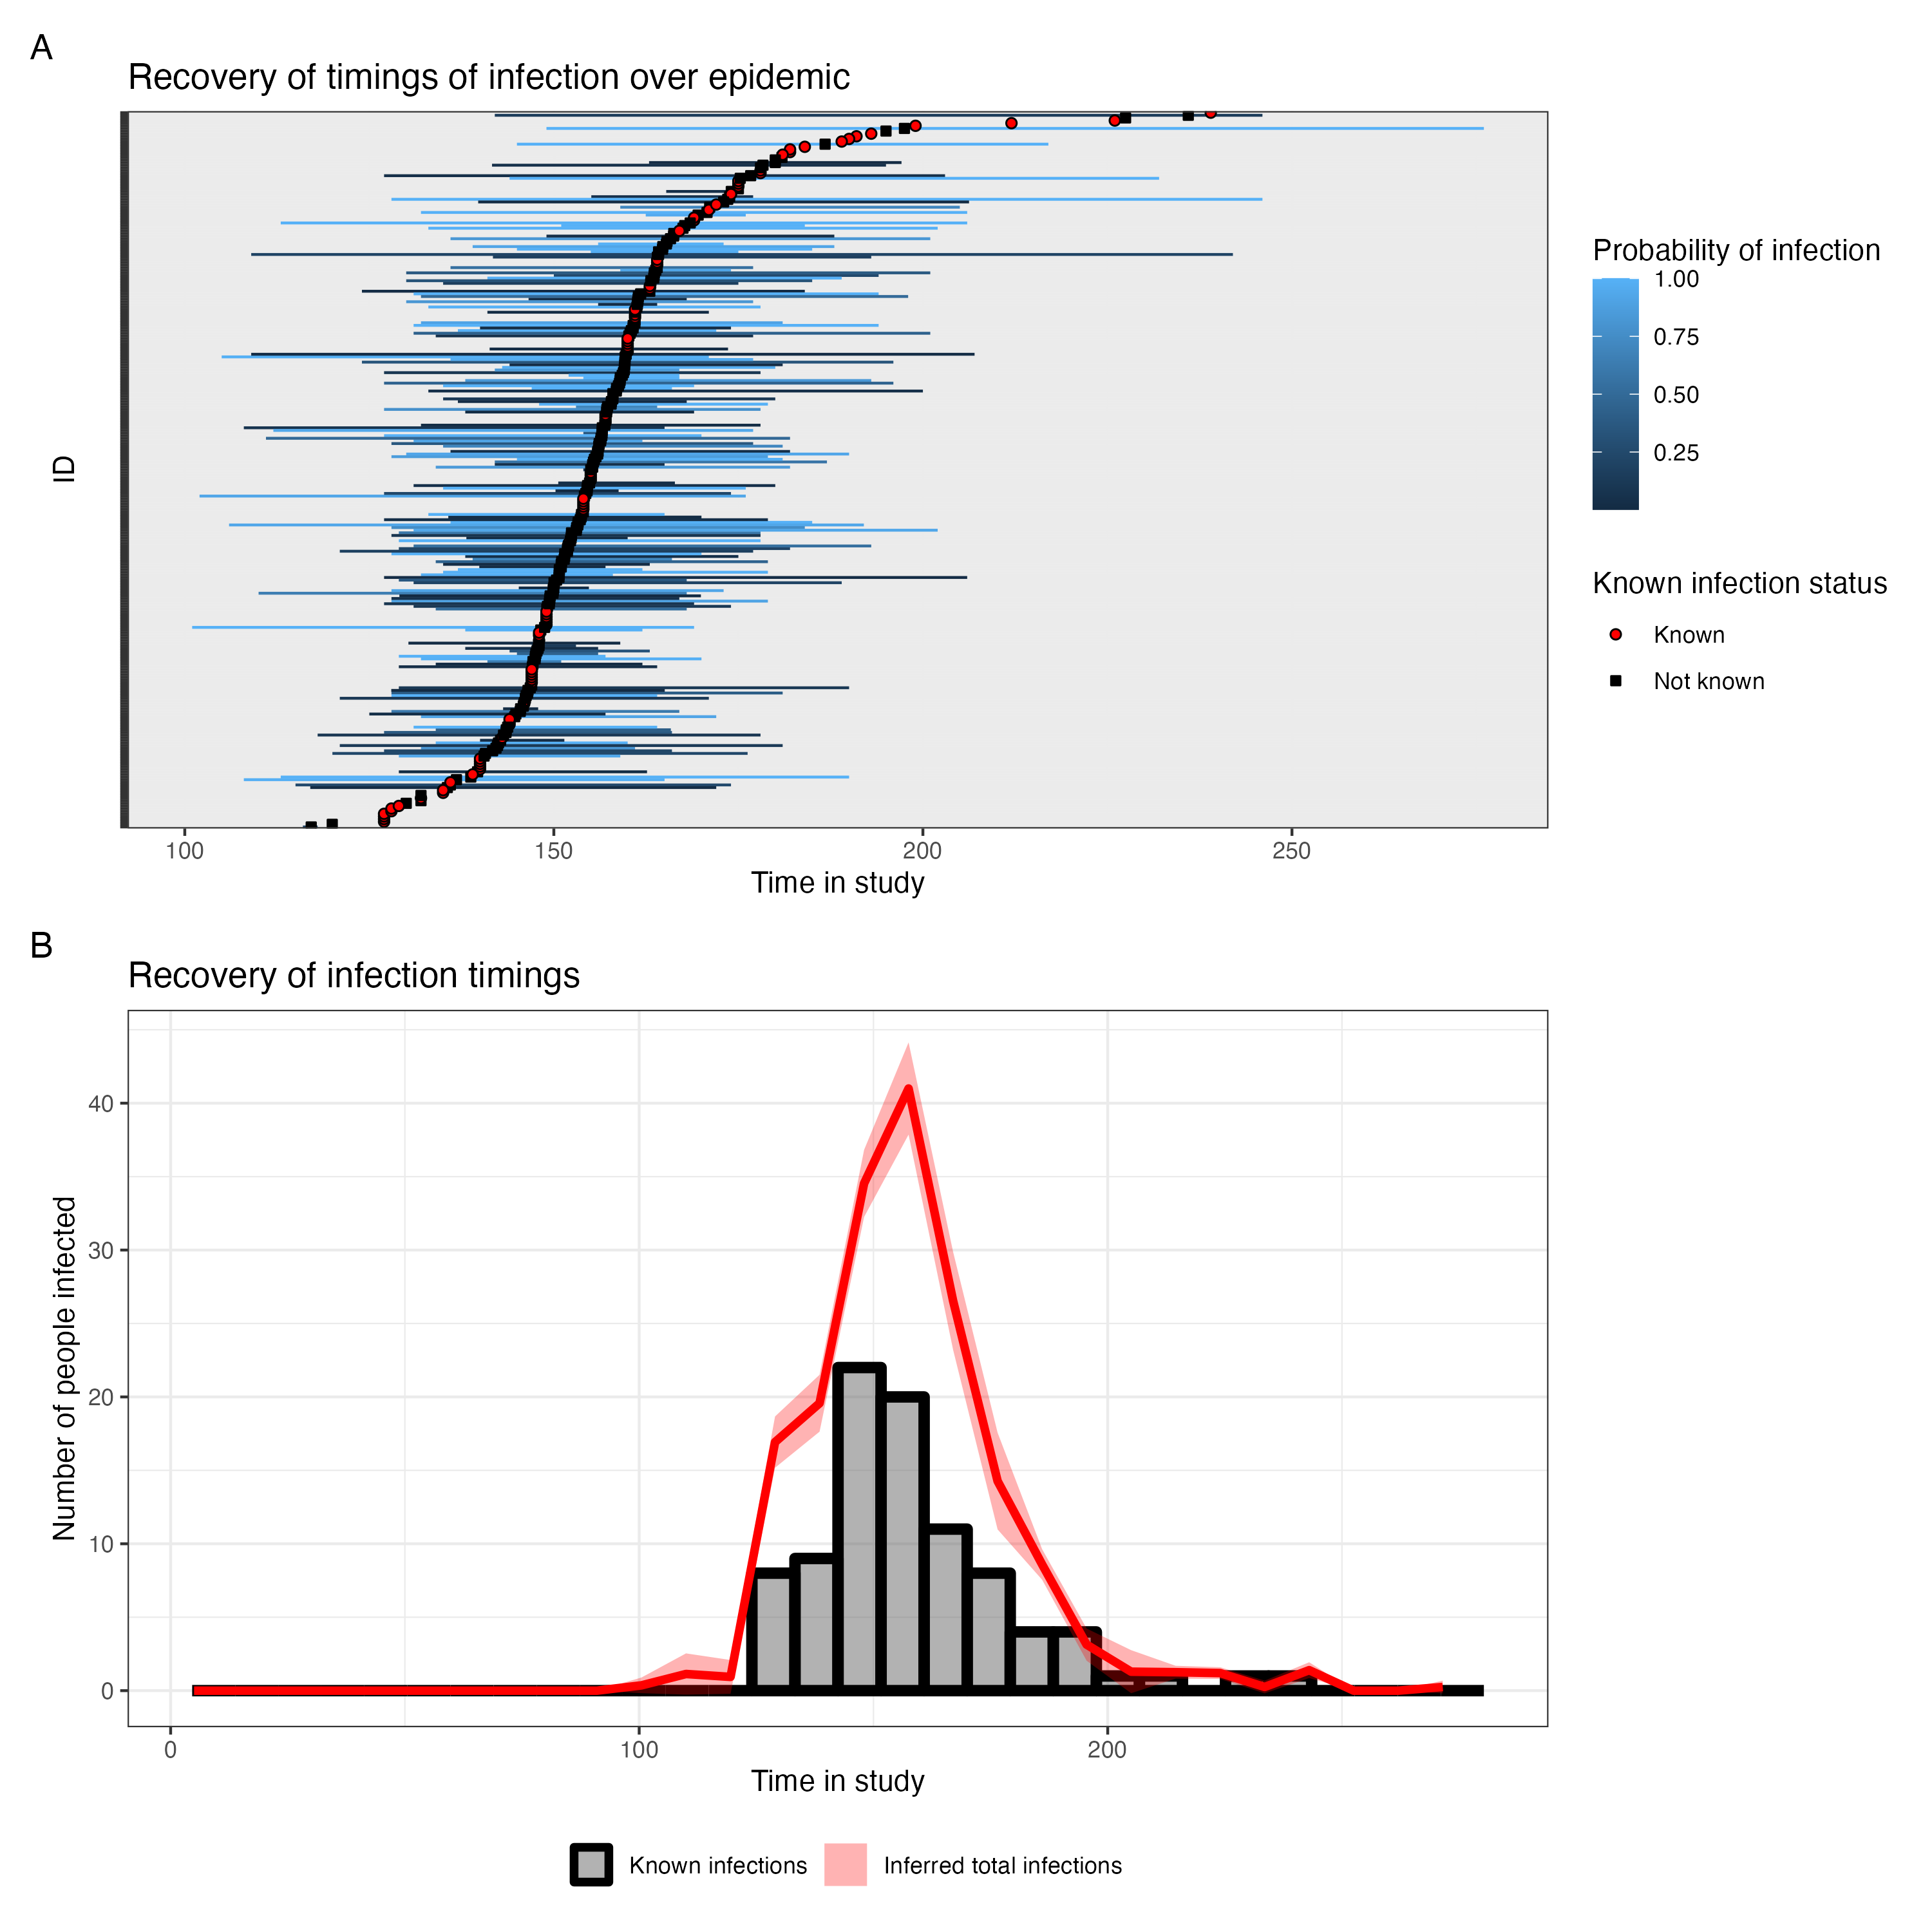 A
Recovery of timings of infection over epidemic
ID
100 150 200 250
Time in study
Probability of infection
1.00
0.75
0.50
0.25
Known infection status
Known
Not known
B
Recovery of infection timings
Number of people infected
40
30
20
10
0
0 100 200
Time in study
Known infections Inferred total infections